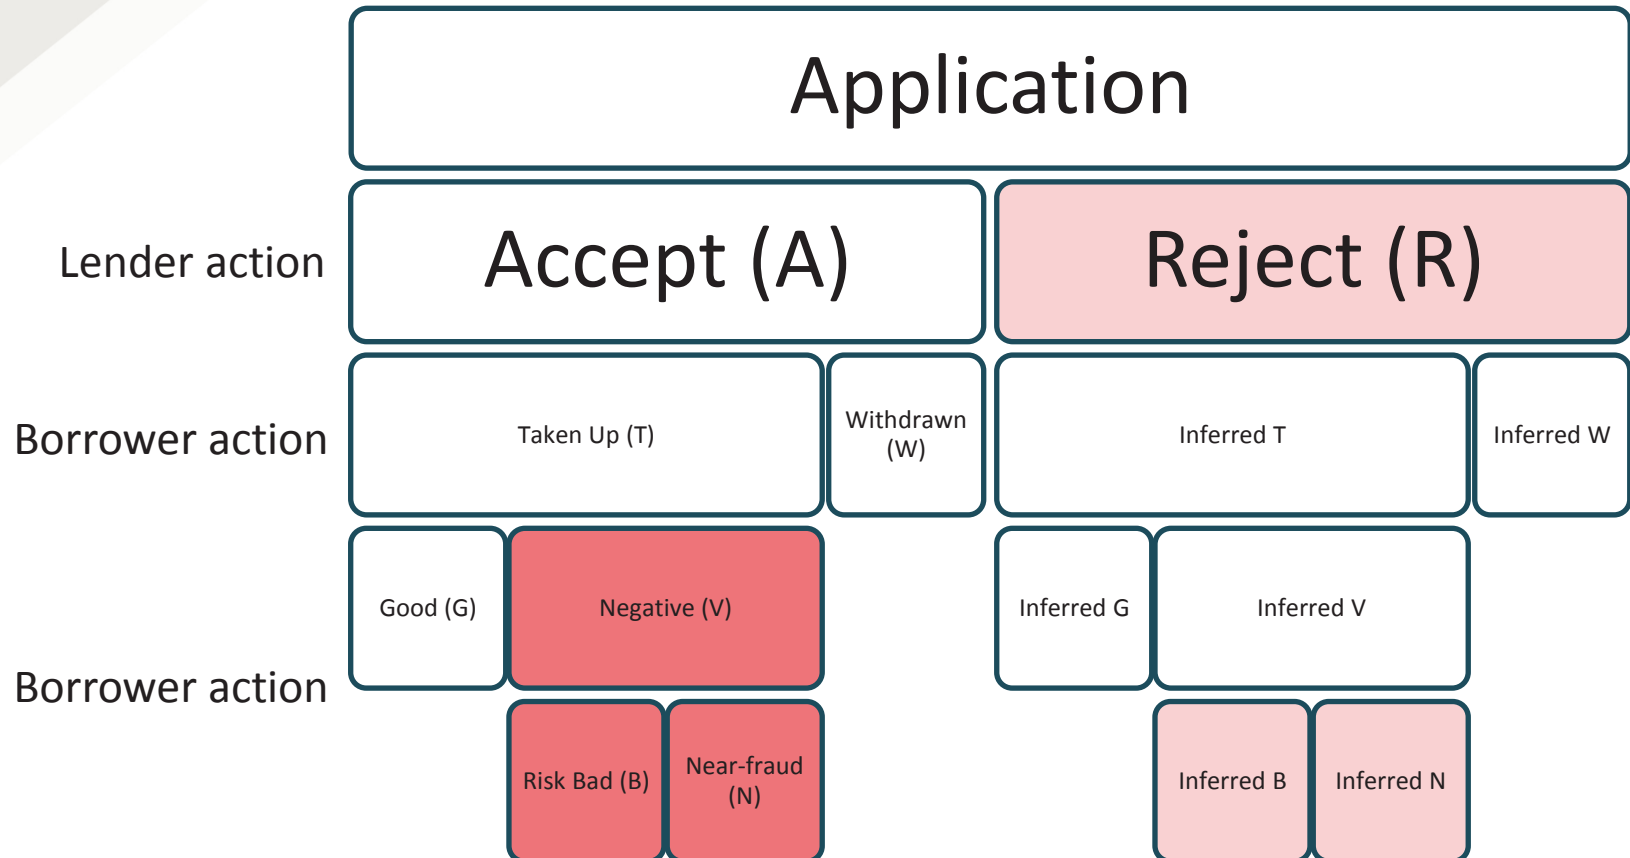 Application
Lender action
Accept (A)
Reject (R)
Borrower action
Taken Up (T)
Withdrawn
(W)
Inferred T
Inferred W
Borrower action
Good (G)
Negative (V)
Inferred G
Inferred V
Risk Bad (B)
Near-fraud
(N)
Inferred B
Inferred N